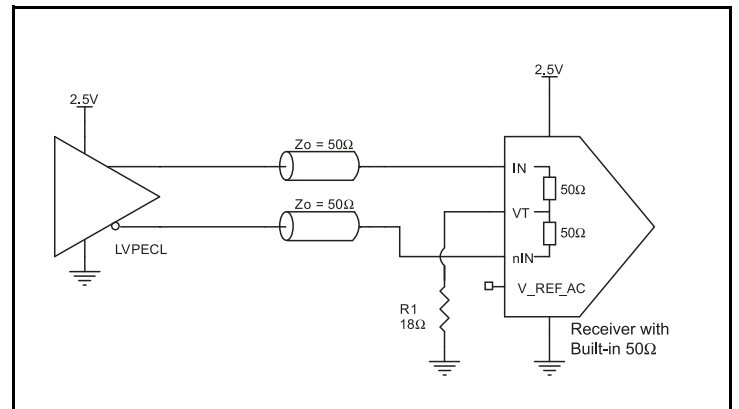 2.5V
2.5V
Zo = 50Ω
IN
50Ω
VT
Zo = 50Ω
50Ω
LVPECL
nIN
V_REF_AC
R1
18Ω
Receiver with
Built-in 50Ω